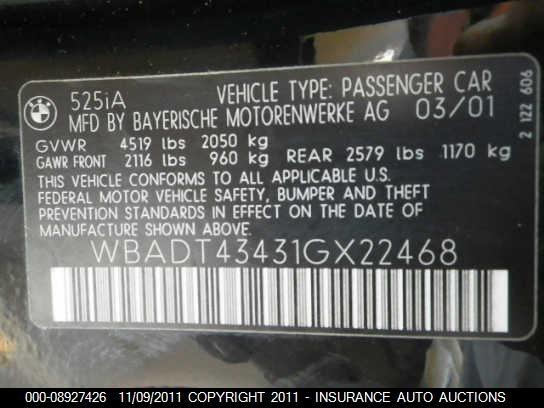 525iA VEHICLE TYPE: PASSENGER CAR
MFD BY BAYERISCHE MOTORENWERKE AG 03/01
GVWR 4519 lbs 2050 kg
GAWR FRONT 2116 lbs 960 kg REAR 2579 lbs 1170 kg
THIS VEHICLE CONFORMS TO ALL APPLICABLE U.S.
FEDERAL MOTOR VEHICLE SAFETY, BUMPER AND THEFT
PREVENTION STANDARDS IN EFFECT ON THE DATE OF
MANUFACTURE SHOWN ABOVE.
WBADT43431GX22468
2 122 606
000-08927426 11/09/2011 COPYRIGHT 2011 - INSURANCE AUTO AUCTIONS